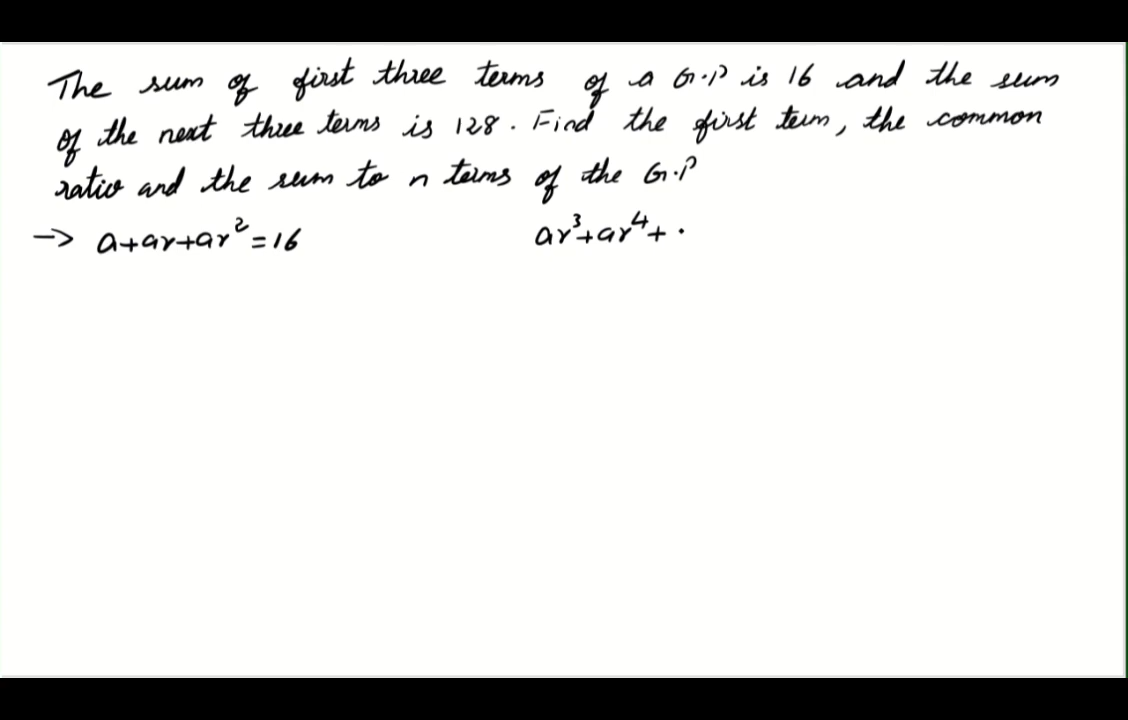 The sum of first three terms of a G.P is 16 and the sum
of the next three terms is 128. Find the first term, the common
ratio and the sum to n terms of the G.P
-> a+ar+ar²=16 ar³+ar⁴+ .